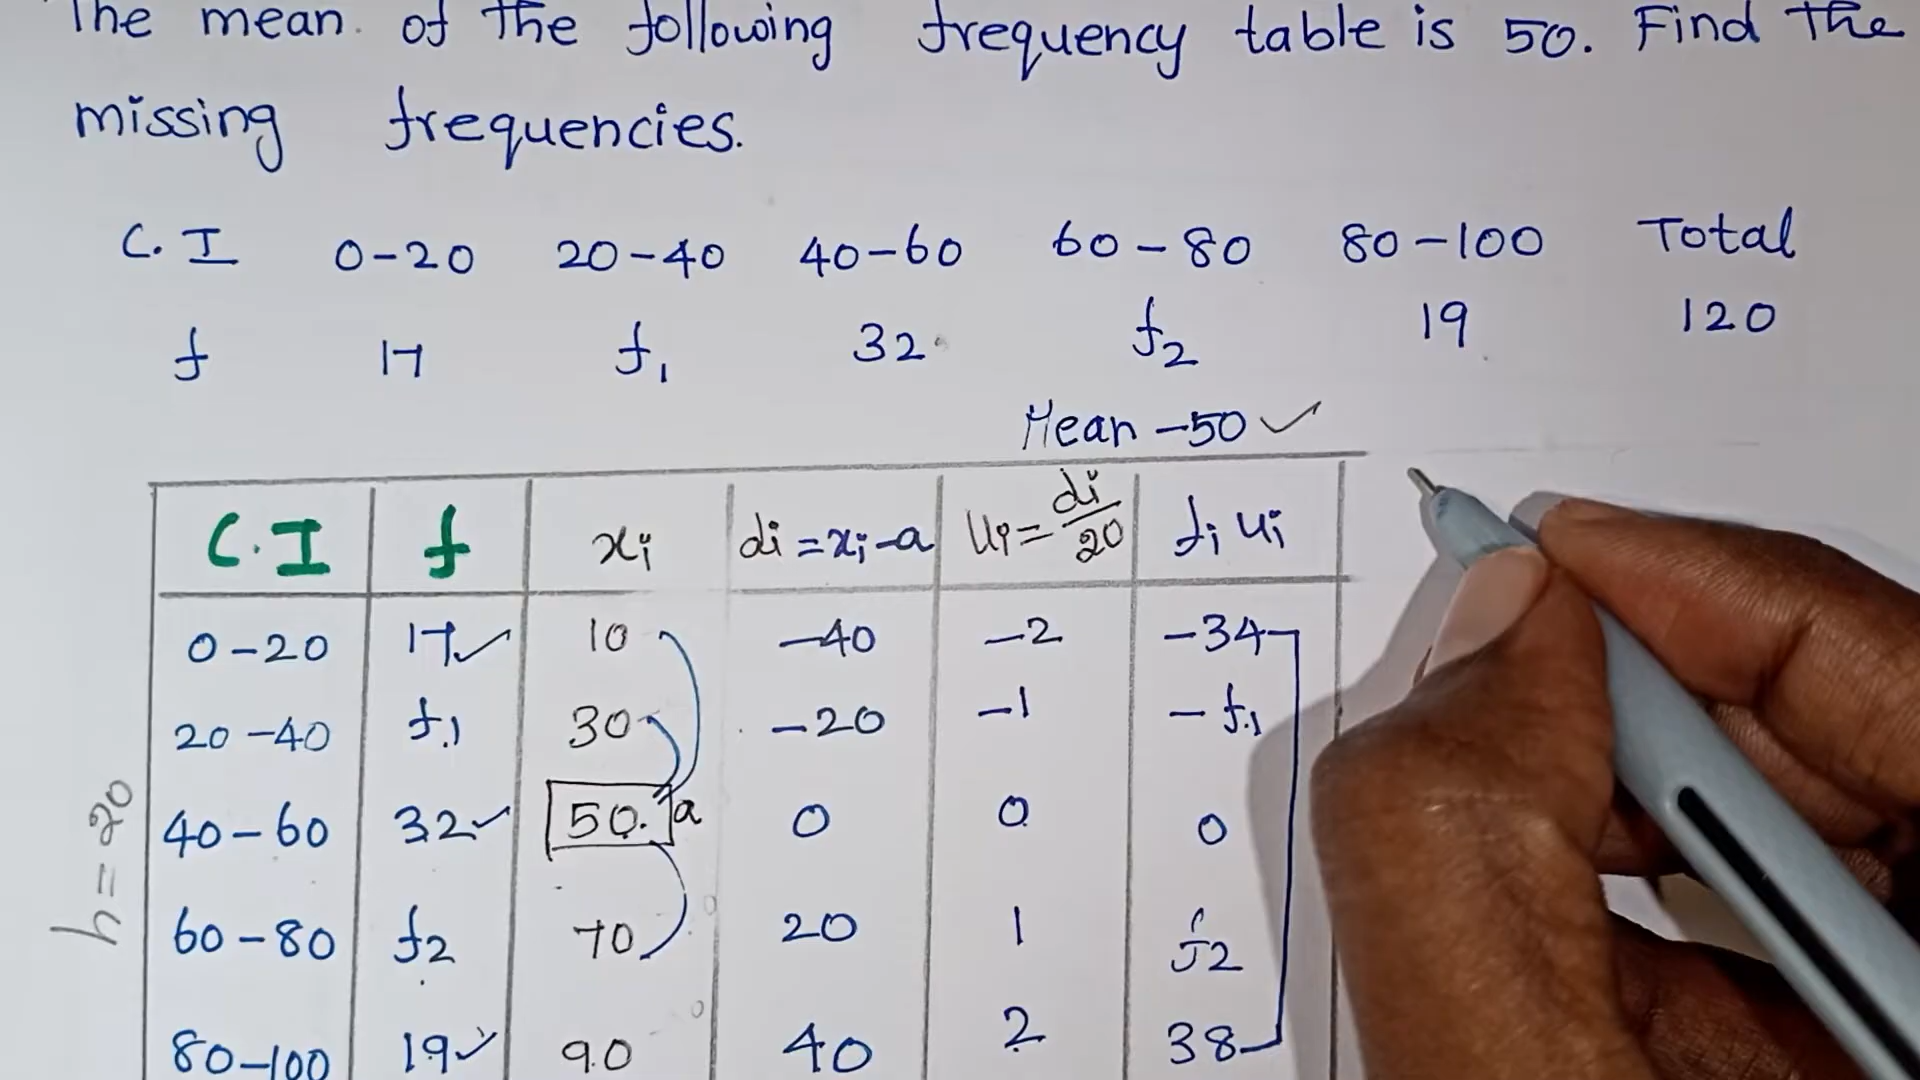 The mean of the following frequency table is 50. Find the
missing frequencies.
C.I 0-20 20-40 40-60 60-80 80-100 Total
f 17 f1 32 f2 19 120
Mean -50 ✓
C.I f xi di=xi-a ui=di/20 fiui
0-20 17✓ 10 -40 -2 -34
20-40 f1 30 -20 -1 -f1
40-60 32✓ 50 a 0 0 0
h=20
60-80 f2 70 20 1 f2
80-100 19✓ 90 40 2 38